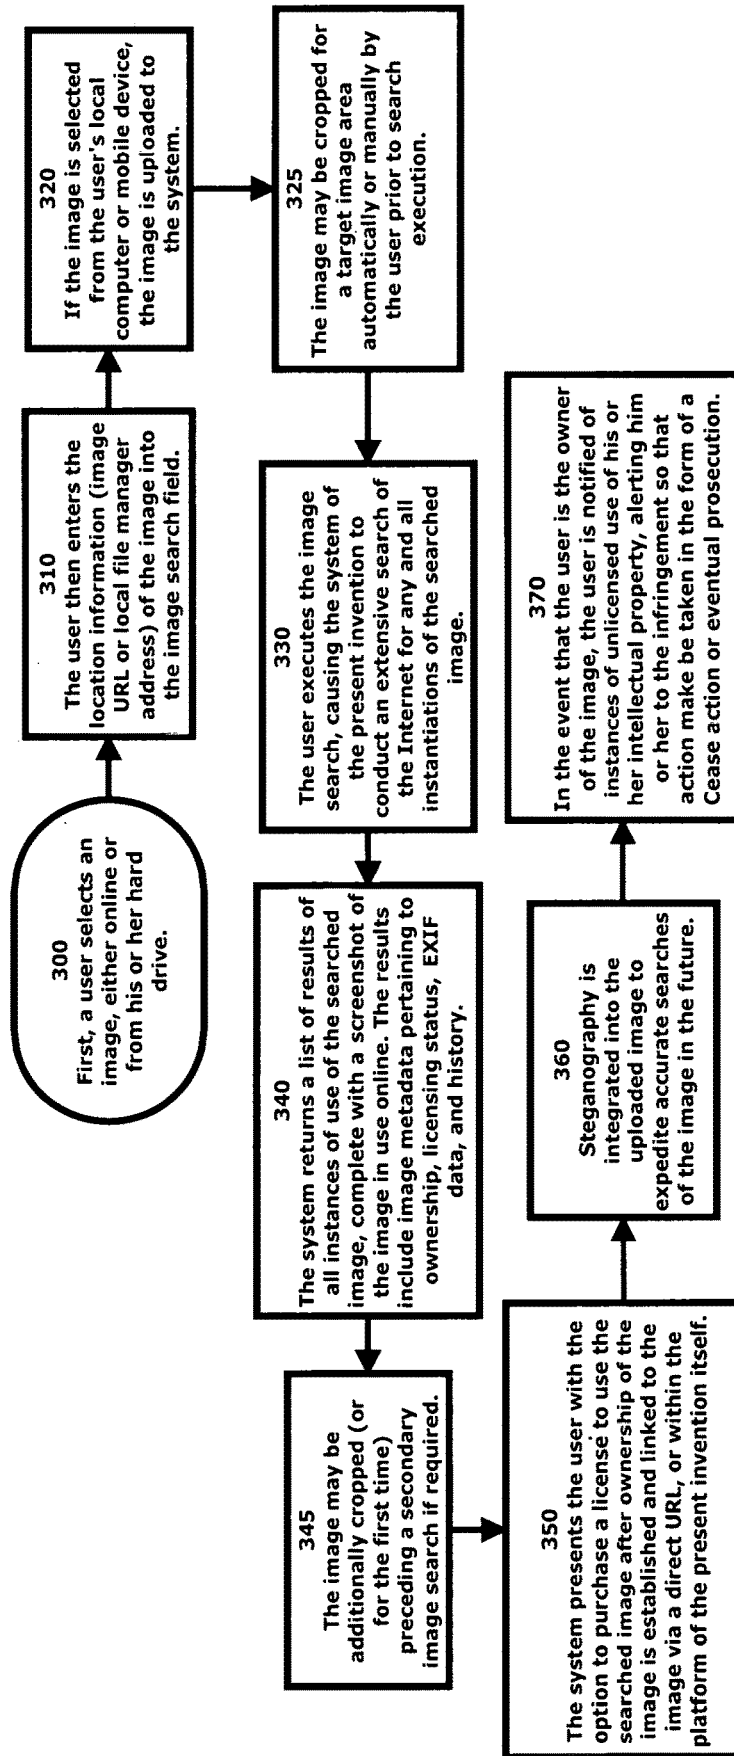 300
First, a user selects an
image, either online or
from his or her hard
drive.
310
The user then enters the
location information (image
URL or local file manager
address) of the image into
the image search field.
320
If the image is selected
from the user's local
computer or mobile device,
the image is uploaded to
the system.
325
The image may be cropped for
a target image area
automatically or manually by
the user prior to search
execution.
330
The user executes the image
search, causing the system of
the present invention to
conduct an extensive search of
the Internet for any and all
instantiations of the searched
image.
340
The system returns a list of results of
all instances of use of the searched
image, complete with a screenshot of
the image in use online. The results
include image metadata pertaining to
ownership, licensing status, EXIF
data, and history.
345
The image may be
additionally cropped (or
for the first time)
preceding a secondary
image search if required.
350
The system presents the user with the
option to purchase a license to use the
searched image after ownership of the
image is established and linked to the
image via a direct URL, or within the
platform of the present invention itself.
360
Steganography is
integrated into the
uploaded image to
expedite accurate searches
of the image in the future.
370
In the event that the user is the owner
of the image, the user is notified of
instances of unlicensed use of his or
her intellectual property, alerting him
or her to the infringement so that
action make be taken in the form of a
Cease action or eventual prosecution.